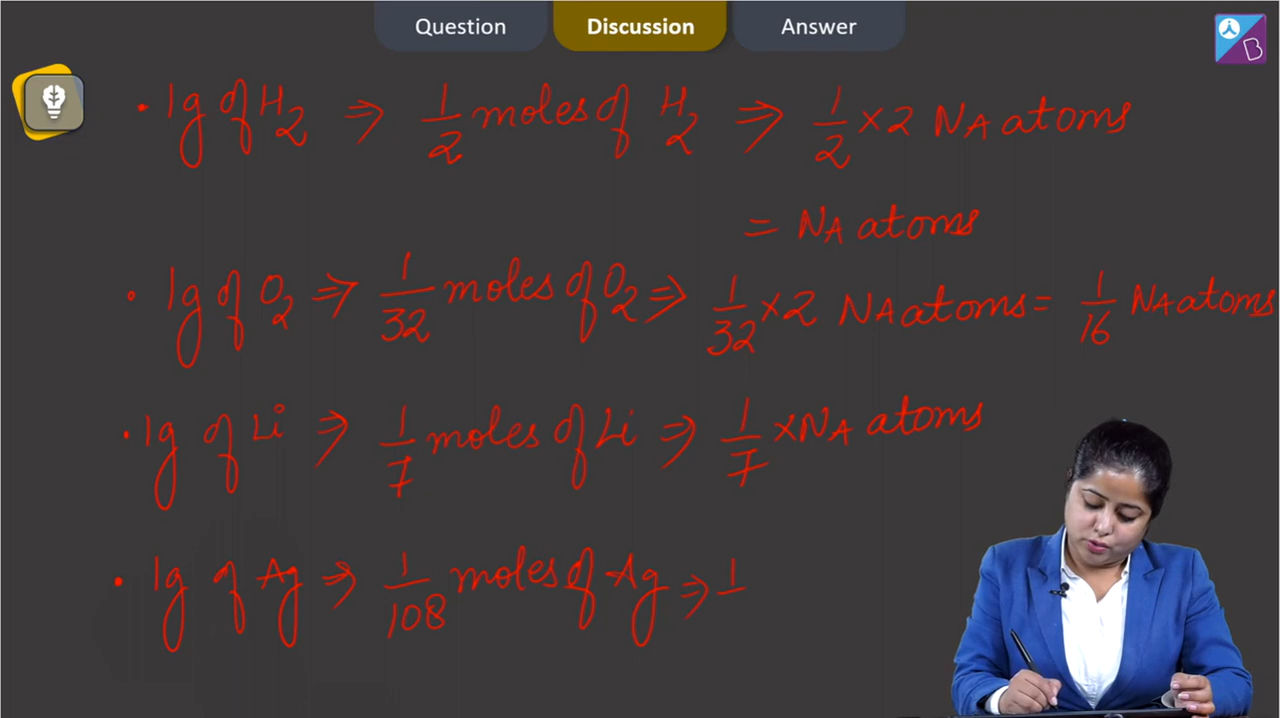 Question Discussion Answer
B
• 1g of H2 ⇒ 1/2 moles of H2 ⇒ 1/2 × 2 NA atoms
= NA atoms
• 1g of O2 ⇒ 1/32 moles of O2 ⇒ 1/32 × 2 NA atoms = 1/16 NA atoms
• 1g of Li ⇒ 1/7 moles of Li ⇒ 1/7 × NA atoms
• 1g of Ag ⇒ 1/108 moles of Ag ⇒ 1